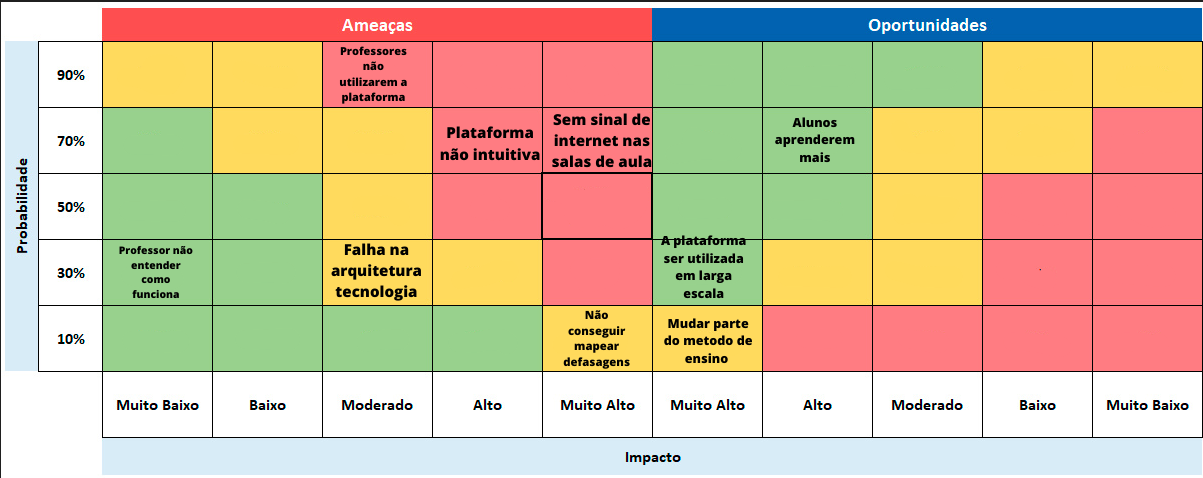 Ameaças
Oportunidades
Probabilidade
90%
Professores
não
utilizarem a
plataforma
70%
Plataforma
não intuitiva
Sem sinal de
internet nas
salas de aula
Alunos
aprenderem
mais
50%
30%
Professor não
entender
como
funciona
Falha na
arquitetura
tecnologia
A plataforma
ser utilizada
em larga
escala
10%
Não
conseguir
mapear
defasagens
Mudar parte
do metodo de
ensino
Muito Baixo
Baixo
Moderado
Alto
Muito Alto
Muito Alto
Alto
Moderado
Baixo
Muito Baixo
Impacto